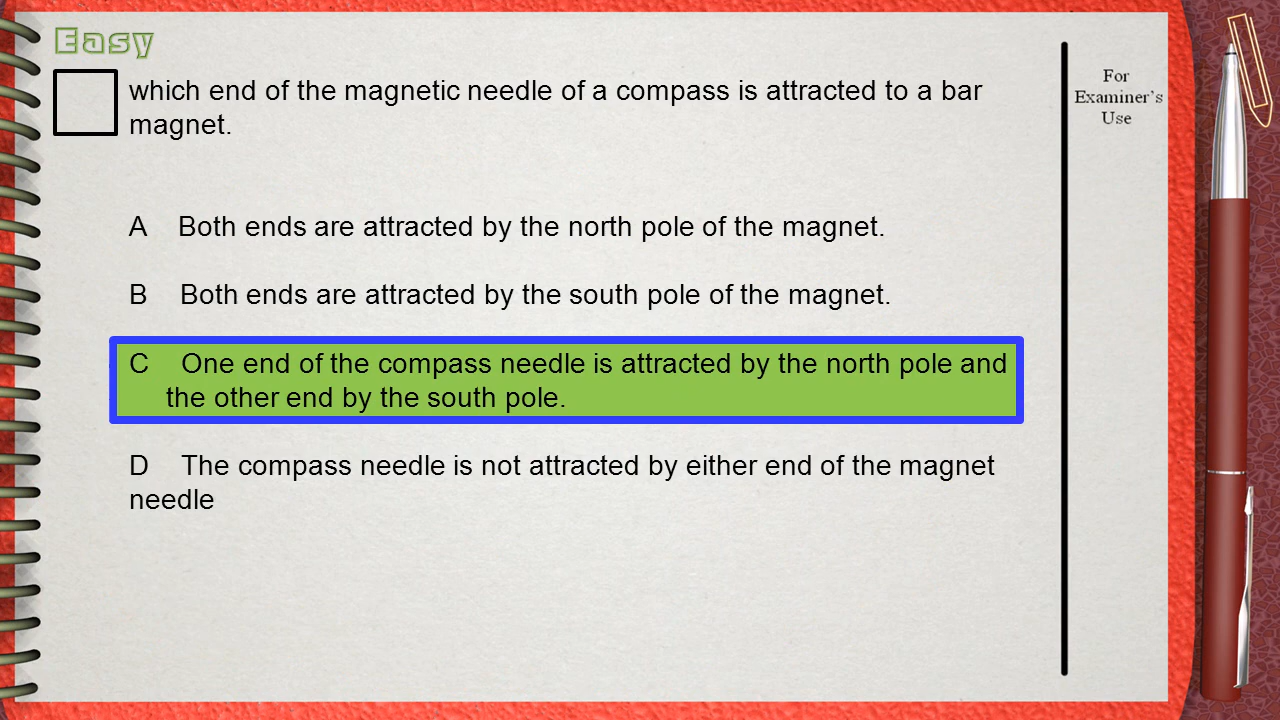 Easy
which end of the magnetic needle of a compass is attracted to a bar
magnet.
For
Examiner's
Use
A Both ends are attracted by the north pole of the magnet.
B Both ends are attracted by the south pole of the magnet.
C One end of the compass needle is attracted by the north pole and
the other end by the south pole.
D The compass needle is not attracted by either end of the magnet
needle